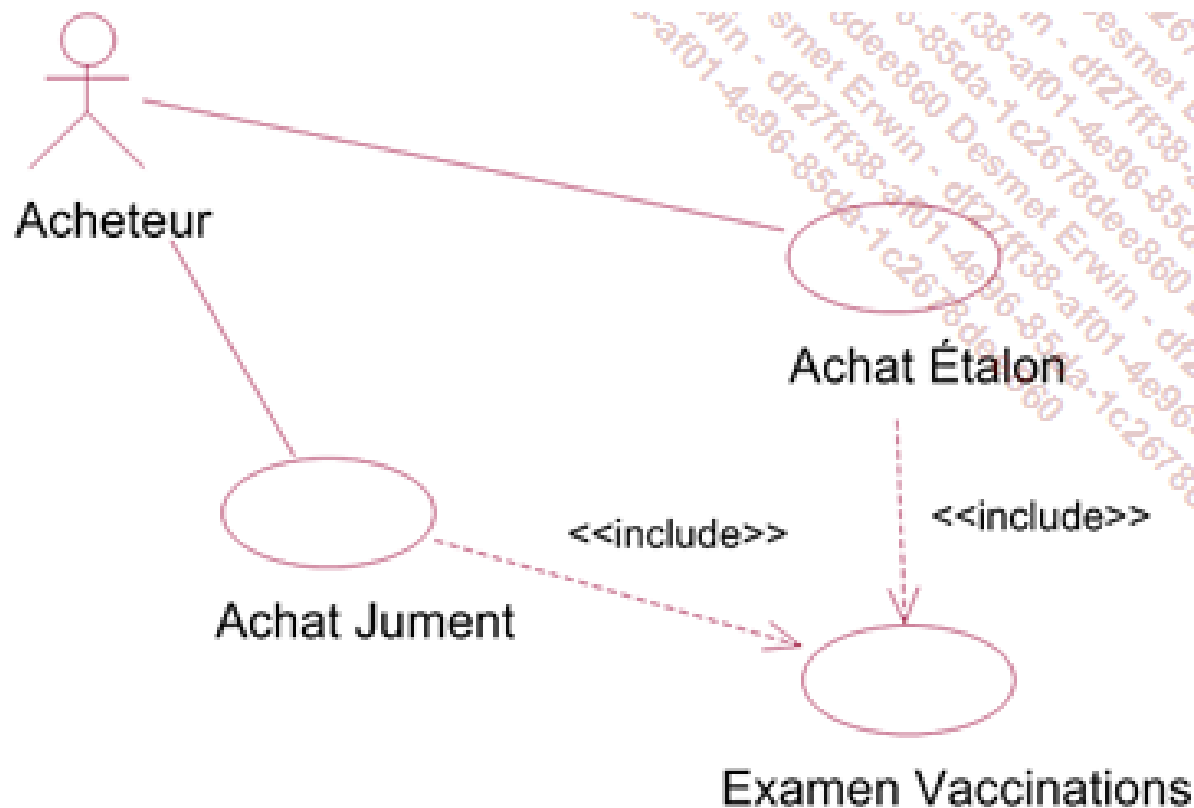 Acheteur
Achat Étalon
<<include>>
<<include>>
Achat Jument
Examen Vaccinations